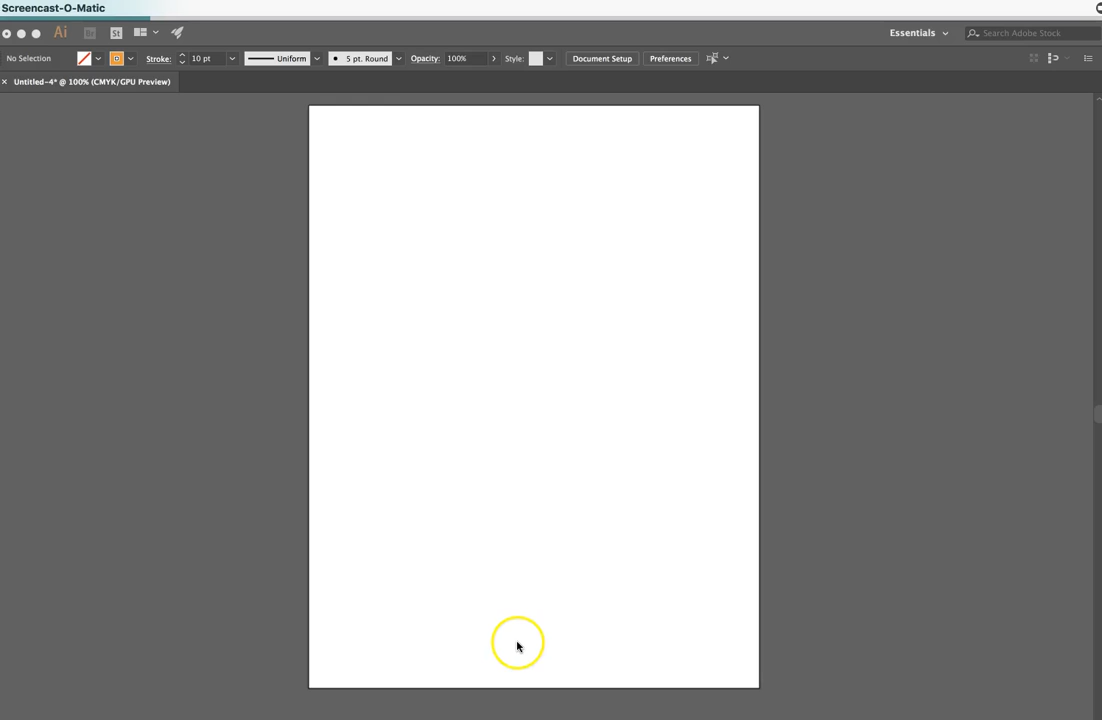 Screencast-O-Matic
Ai Br St Essentials Search Adobe Stock
No Selection Stroke: 10 pt Uniform 5 pt. Round Opacity: 100% Style: Document Setup Preferences
× Untitled-4* @ 100% (CMYK/GPU Preview)